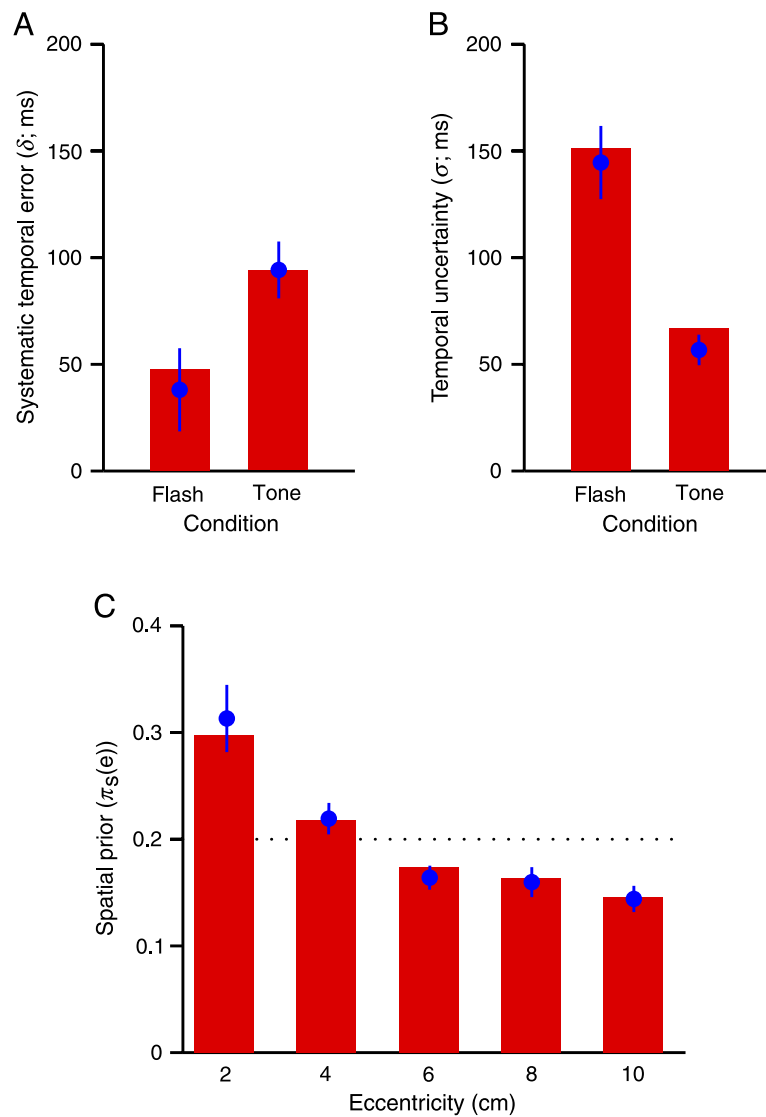 A
200
150
100
50
0
Systematic temporal error (δ; ms)
Flash Tone
Condition
B
200
150
100
50
0
Temporal uncertainty (σ; ms)
Flash Tone
Condition
C
0.4
0.3
0.2
0.1
0
Spatial prior (πs(e))
2 4 6 8 10
Eccentricity (cm)